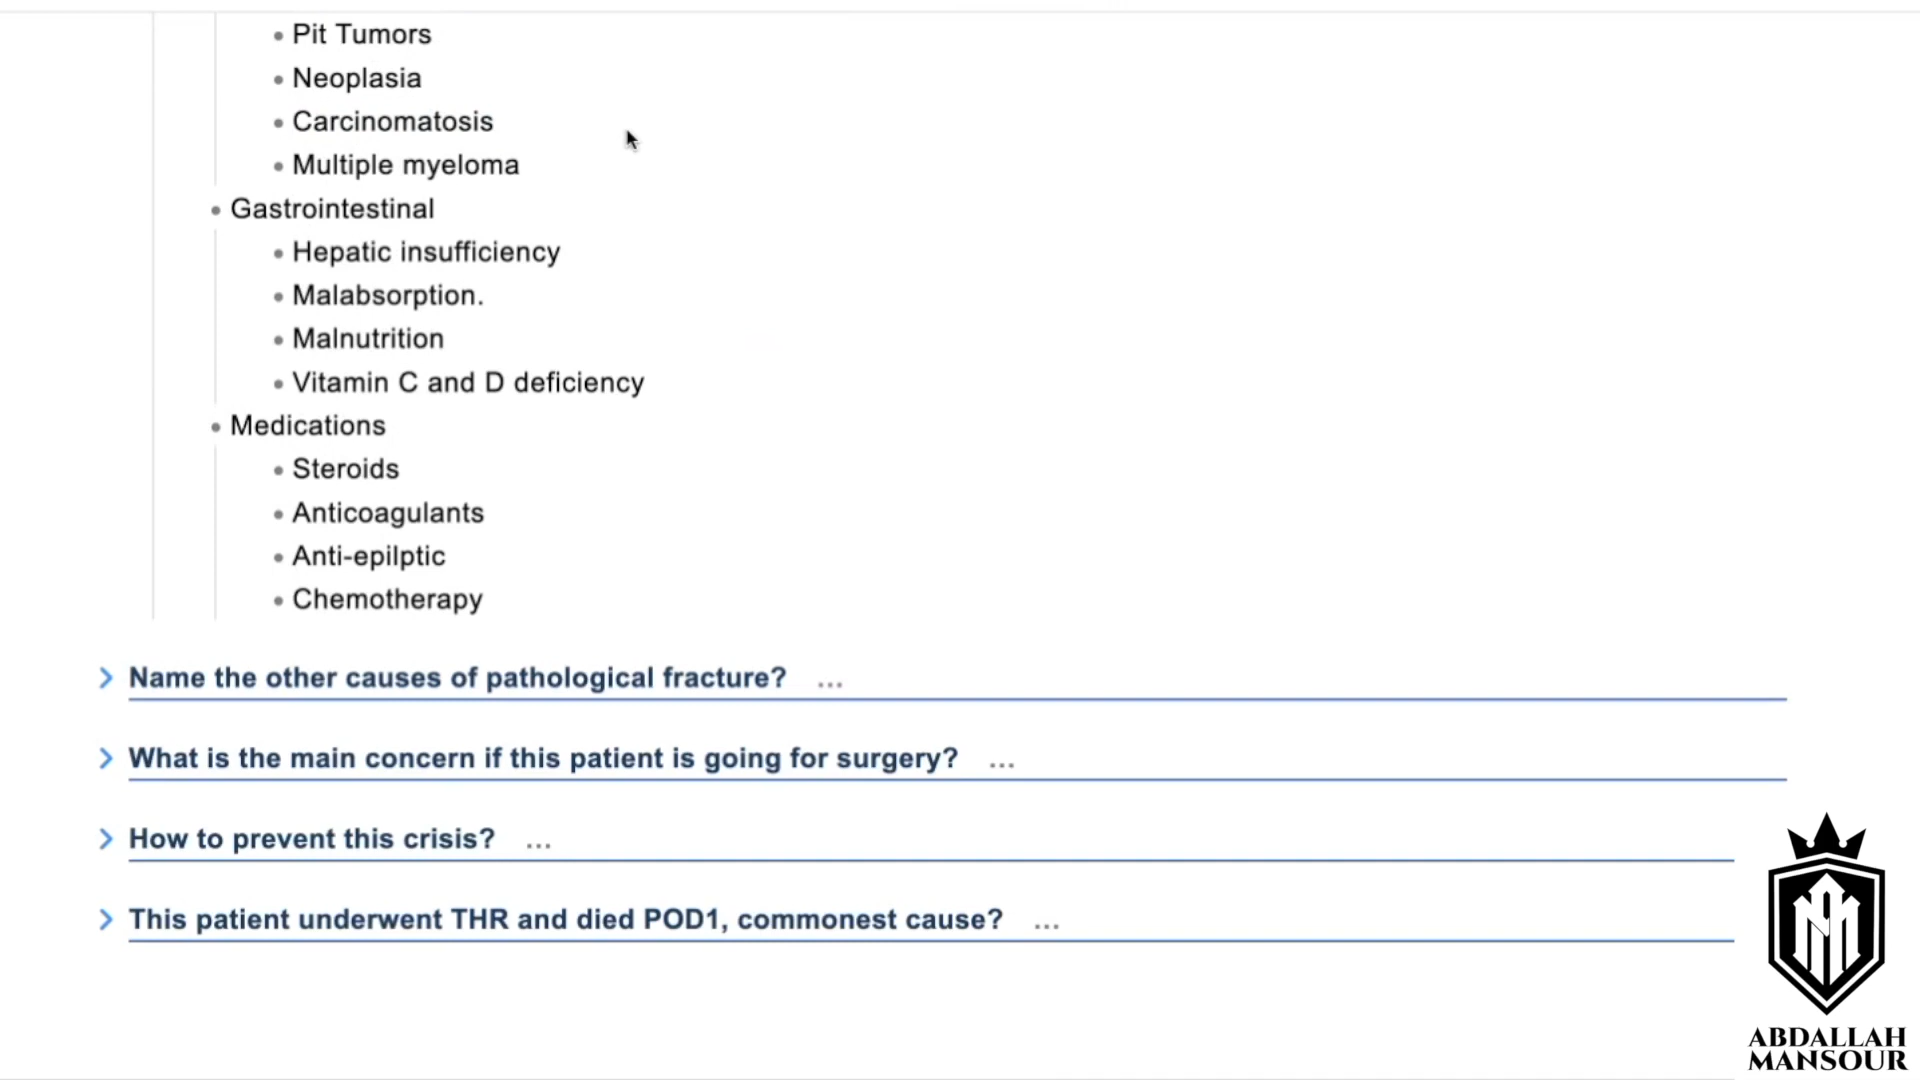 Pit Tumors
Neoplasia
Carcinomatosis
Multiple myeloma
Gastrointestinal
Hepatic insufficiency
Malabsorption.
Malnutrition
Vitamin C and D deficiency
Medications
Steroids
Anticoagulants
Anti-epilptic
Chemotherapy
Name the other causes of pathological fracture? ...
What is the main concern if this patient is going for surgery? ...
How to prevent this crisis? ...
This patient underwent THR and died POD1, commonest cause? ...
ABDALLAH
MANSOUR